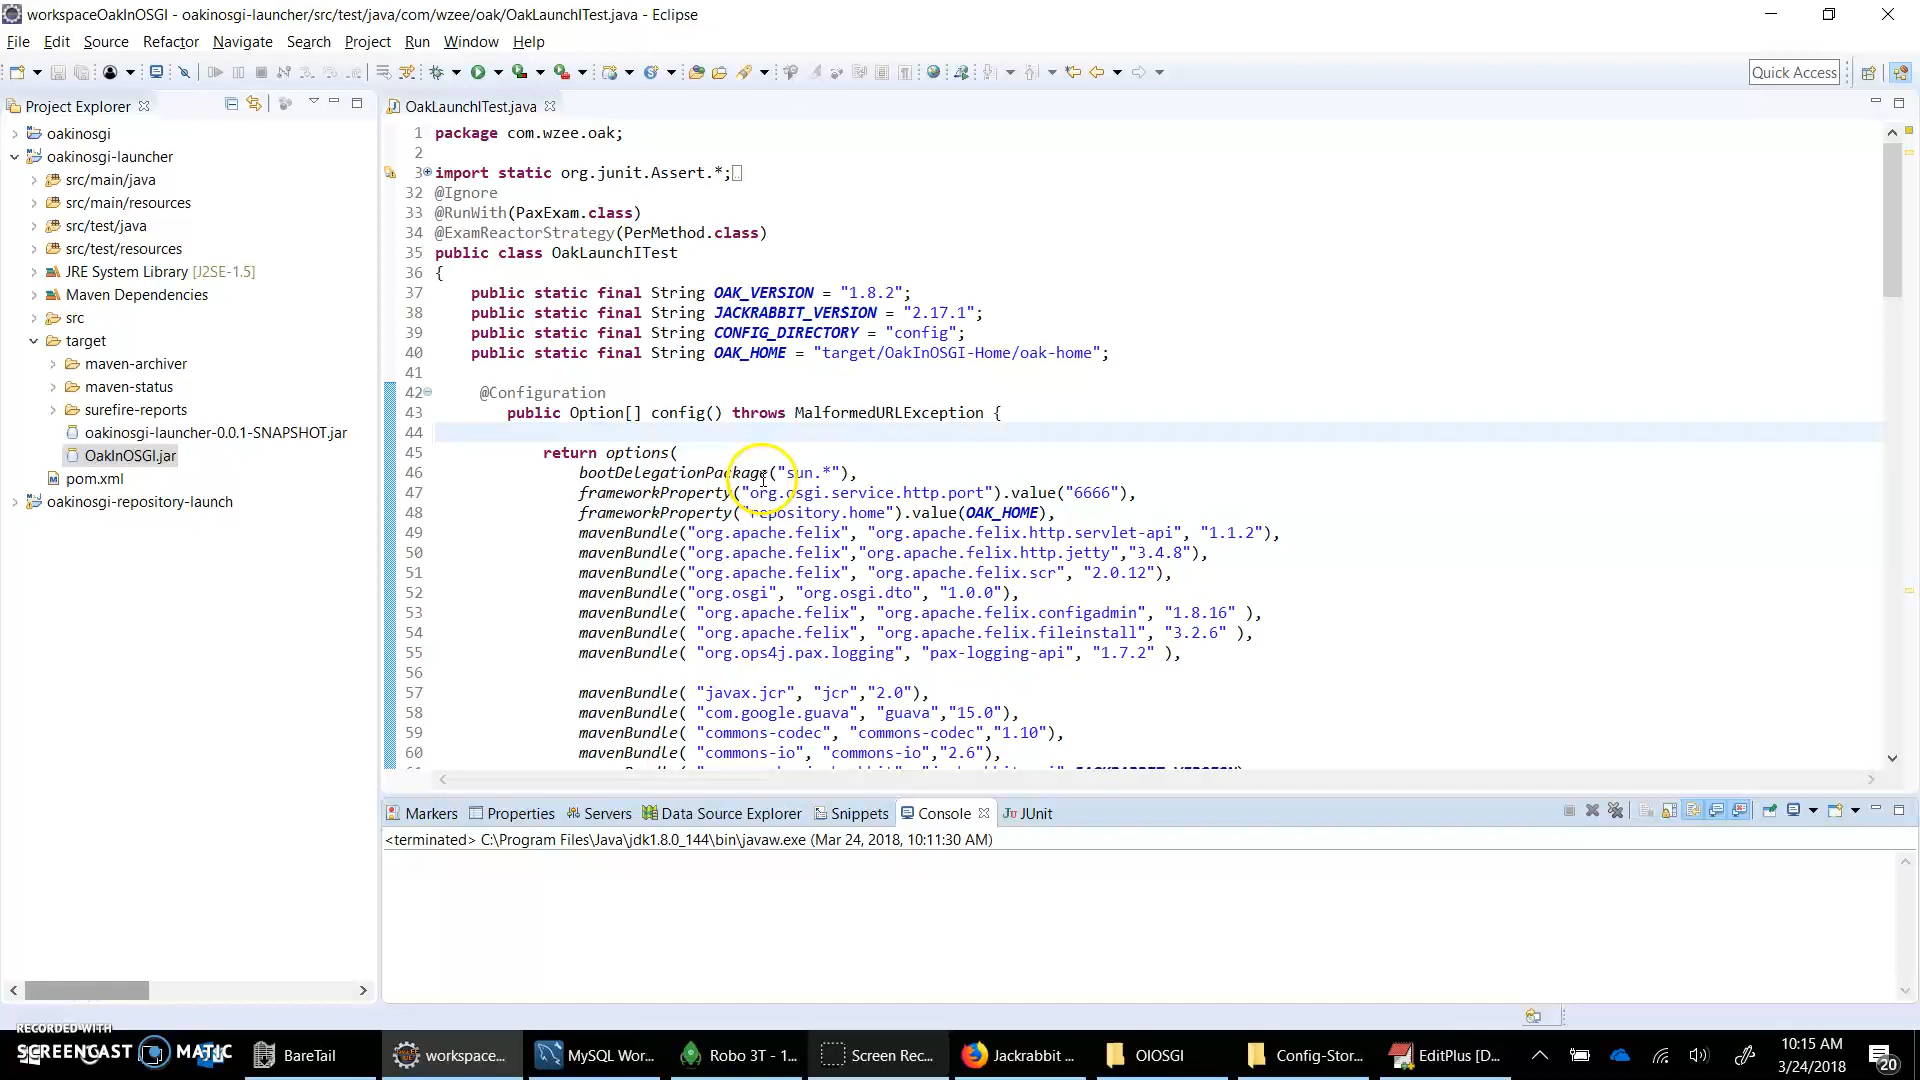 workspaceOakInOSGI - oakinosgi-launcher/src/test/java/com/wzee/oak/OakLaunchITest.java - Eclipse
File Edit Source Refactor Navigate Search Project Run Window Help
Quick Access
Project Explorer
oakinosgi
oakinosgi-launcher
src/main/java
src/main/resources
src/test/java
src/test/resources
JRE System Library [J2SE-1.5]
Maven Dependencies
src
target
maven-archiver
maven-status
surefire-reports
oakinosgi-launcher-0.0.1-SNAPSHOT.jar
OakInOSGI.jar
pom.xml
oakinosgi-repository-launch
OakLaunchITest.java
1 package com.wzee.oak;
2
3 import static org.junit.Assert.*;
32 @Ignore
33 @RunWith(PaxExam.class)
34 @ExamReactorStrategy(PerMethod.class)
35 public class OakLaunchITest
36 {
37 public static final String OAK_VERSION = "1.8.2";
38 public static final String JACKRABBIT_VERSION = "2.17.1";
39 public static final String CONFIG_DIRECTORY = "config";
40 public static final String OAK_HOME = "target/OakInOSGI-Home/oak-home";
41
42 @Configuration
43 public Option[] config() throws MalformedURLException {
44
45 return options(
46 bootDelegationPackage("sun.*"),
47 frameworkProperty("org.osgi.service.http.port").value("6666"),
48 frameworkProperty("repository.home").value(OAK_HOME),
49 mavenBundle("org.apache.felix", "org.apache.felix.http.servlet-api", "1.1.2"),
50 mavenBundle("org.apache.felix","org.apache.felix.http.jetty","3.4.8"),
51 mavenBundle("org.apache.felix", "org.apache.felix.scr", "2.0.12"),
52 mavenBundle("org.osgi", "org.osgi.dto", "1.0.0"),
53 mavenBundle( "org.apache.felix", "org.apache.felix.configadmin", "1.8.16" ),
54 mavenBundle( "org.apache.felix", "org.apache.felix.fileinstall", "3.2.6" ),
55 mavenBundle( "org.ops4j.pax.logging", "pax-logging-api", "1.7.2" ),
56
57 mavenBundle( "javax.jcr", "jcr","2.0"),
58 mavenBundle( "com.google.guava", "guava","15.0"),
59 mavenBundle( "commons-codec", "commons-codec","1.10"),
60 mavenBundle( "commons-io", "commons-io","2.6"),
Markers Properties Servers Data Source Explorer Snippets Console JUnit
<terminated> C:\Program Files\Java\jdk1.8.0_144\bin\javaw.exe (Mar 24, 2018, 10:11:30 AM)
RECORDED WITH
SCREENCAST MATIC
BareTail
workspace...
MySQL Wor...
Robo 3T - 1...
Screen Rec...
Jackrabbit ...
OIOSGI
Config-Stor...
EditPlus [D...
10:15 AM
3/24/2018
20